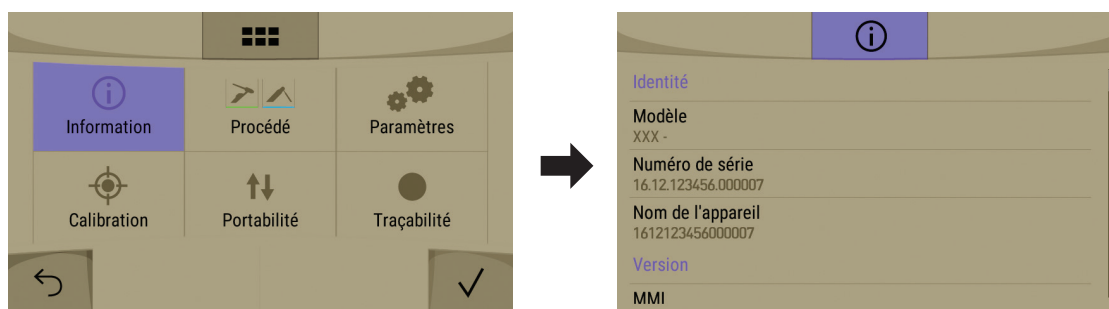 Information
Procédé
Paramètres
Calibration
Portabilité
Traçabilité
Identité
Modèle
XXX -
Numéro de série
16.12.123456.000007
Nom de l'appareil
1612123456000007
Version
MMI